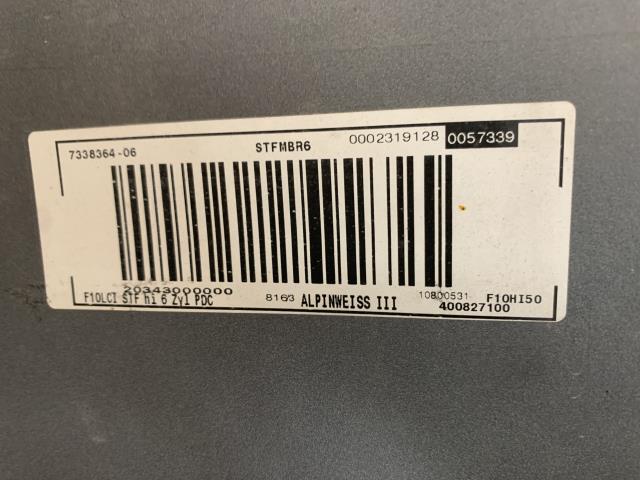 7338364-06 STFMBR6 0002319128 0057339
20343000000
F10LCI STF hi 6 Zyl PDC 8163 ALPINWEISS III 10800531 F10HI50
400827100